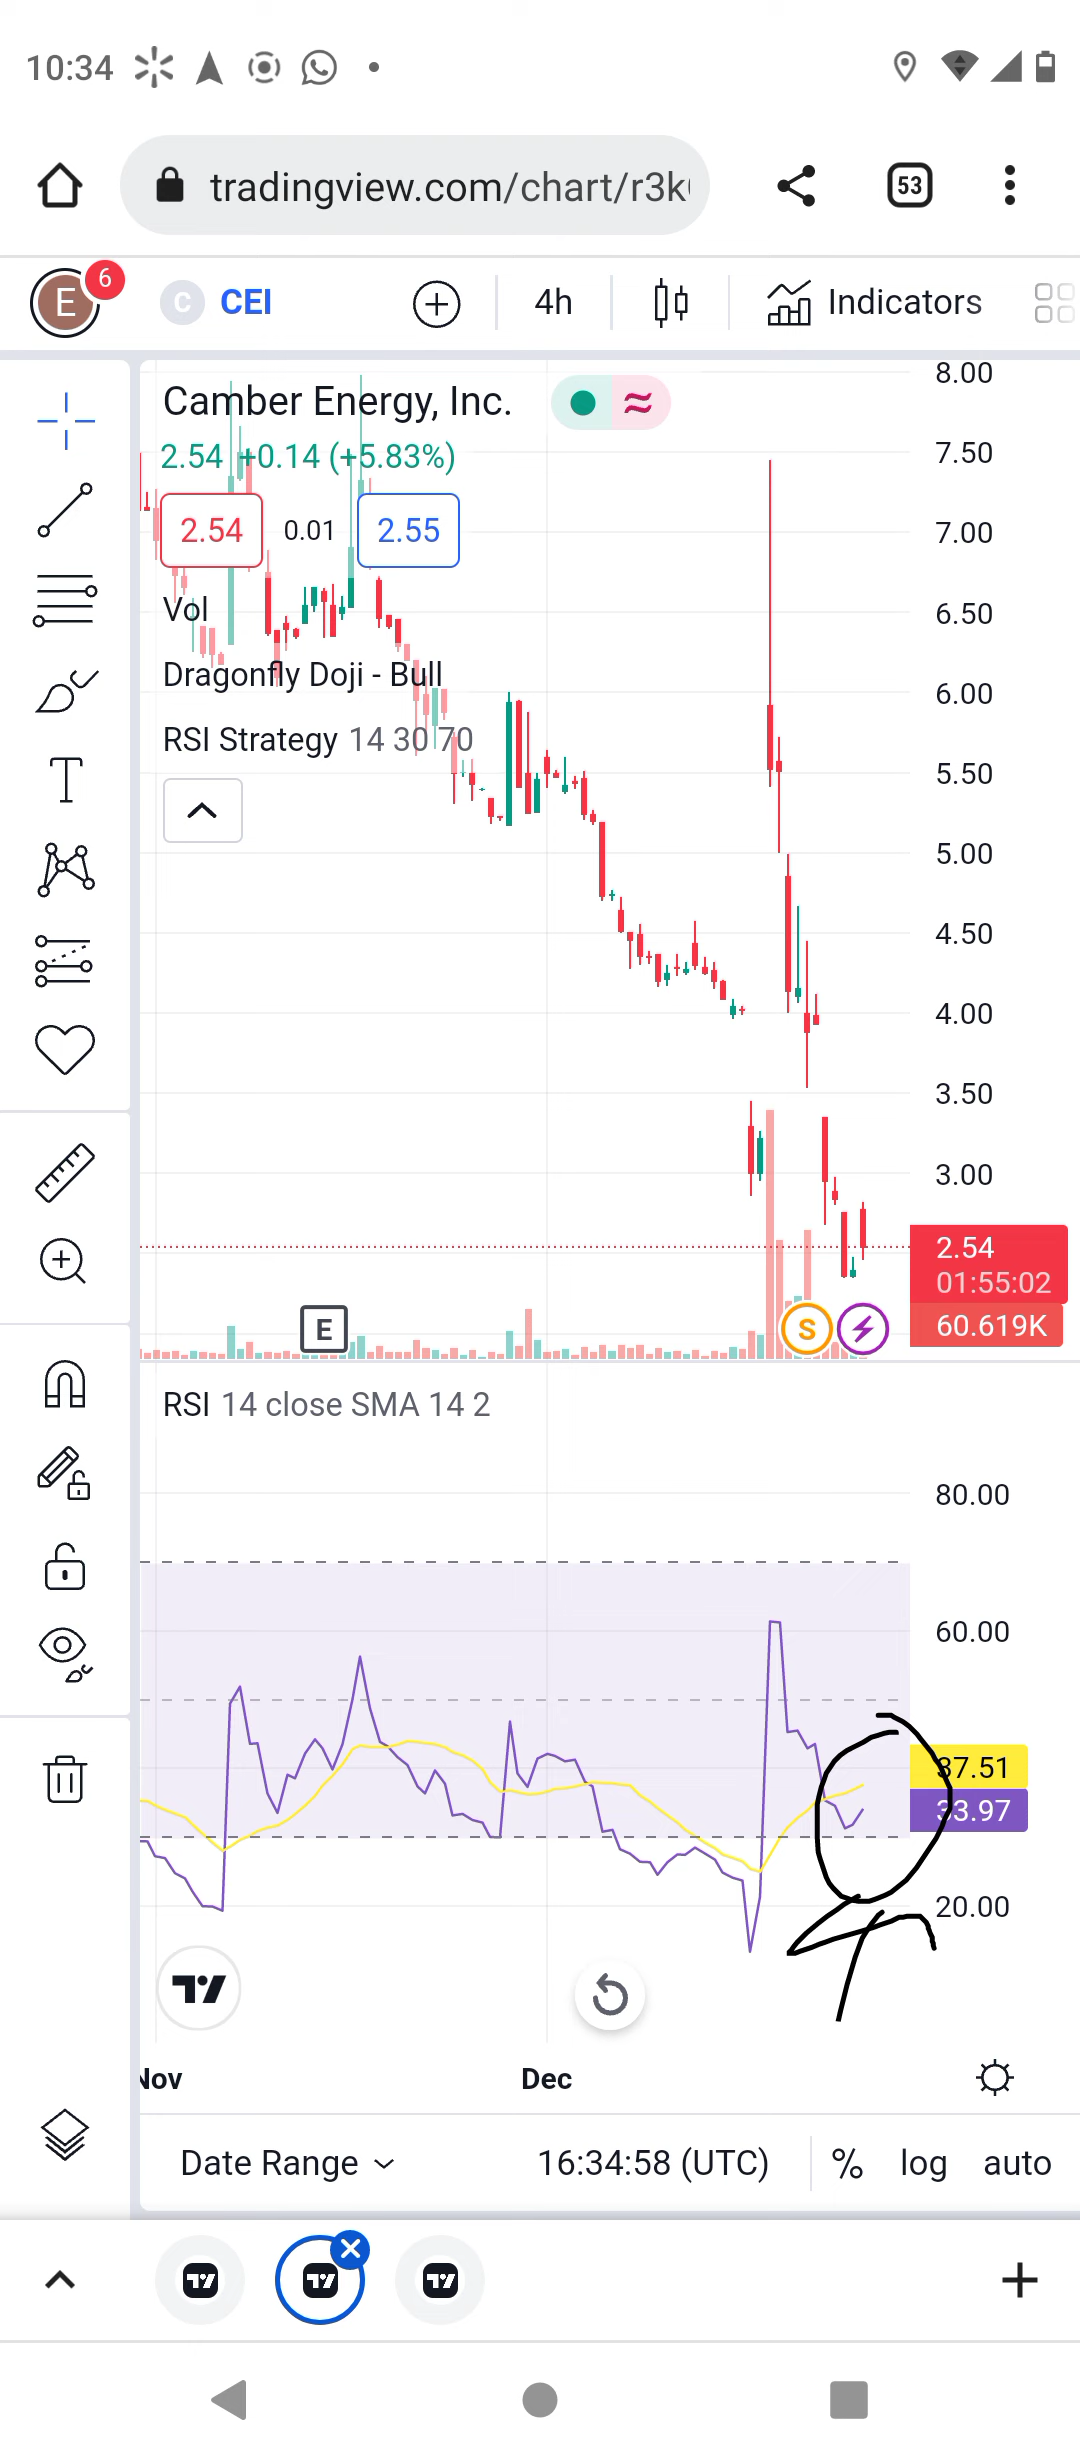 10:34
tradingview.com/chart/r3k
53
E 6 C CEI 4h Indicators
Camber Energy, Inc.
2.54 +0.14 (+5.83%)
2.54 0.01 2.55
Vol
Dragonfly Doji - Bull
RSI Strategy 14 30 70
8.00
7.50
7.00
6.50
6.00
5.50
5.00
4.50
4.00
3.50
3.00
2.54
01:55:02
60.619K
E S
RSI 14 close SMA 14 2
80.00
60.00
37.51
33.97
20.00
Nov Dec
Date Range 16:34:58 (UTC) % log auto